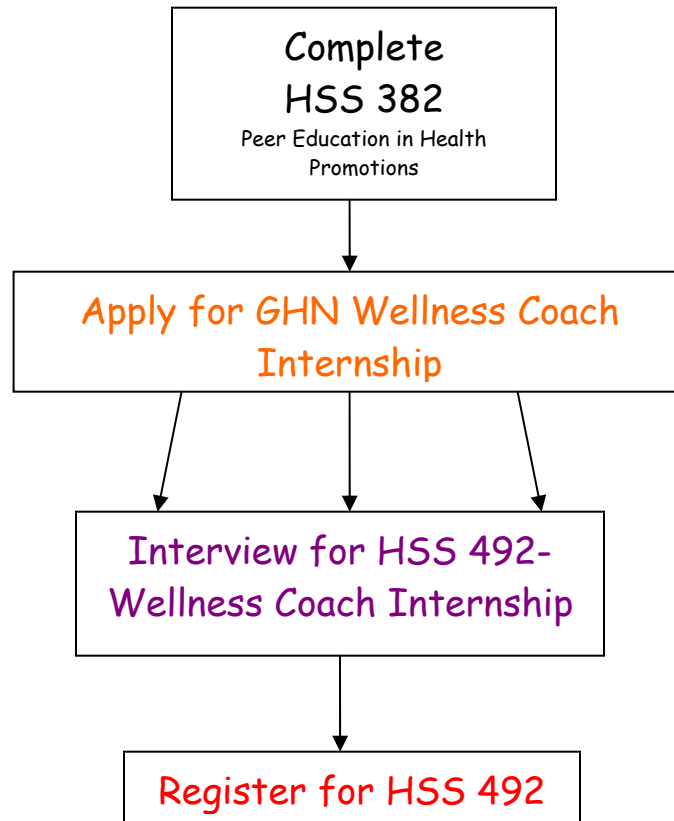 Complete
HSS 382
Peer Education in Health
Promotions
Apply for GHN Wellness Coach
Internship
Interview for HSS 492-
Wellness Coach Internship
Register for HSS 492